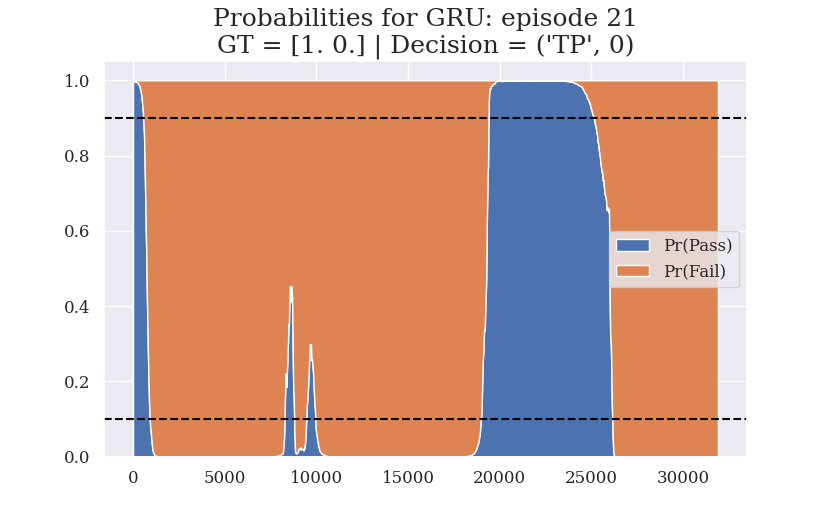 Probabilities for GRU: episode 21
GT = [1. 0.] | Decision = ('TP', 0)
1.0
0.8
0.6
0.4
0.2
0.0
Pr(Pass)
Pr(Fail)
0 5000 10000 15000 20000 25000 30000